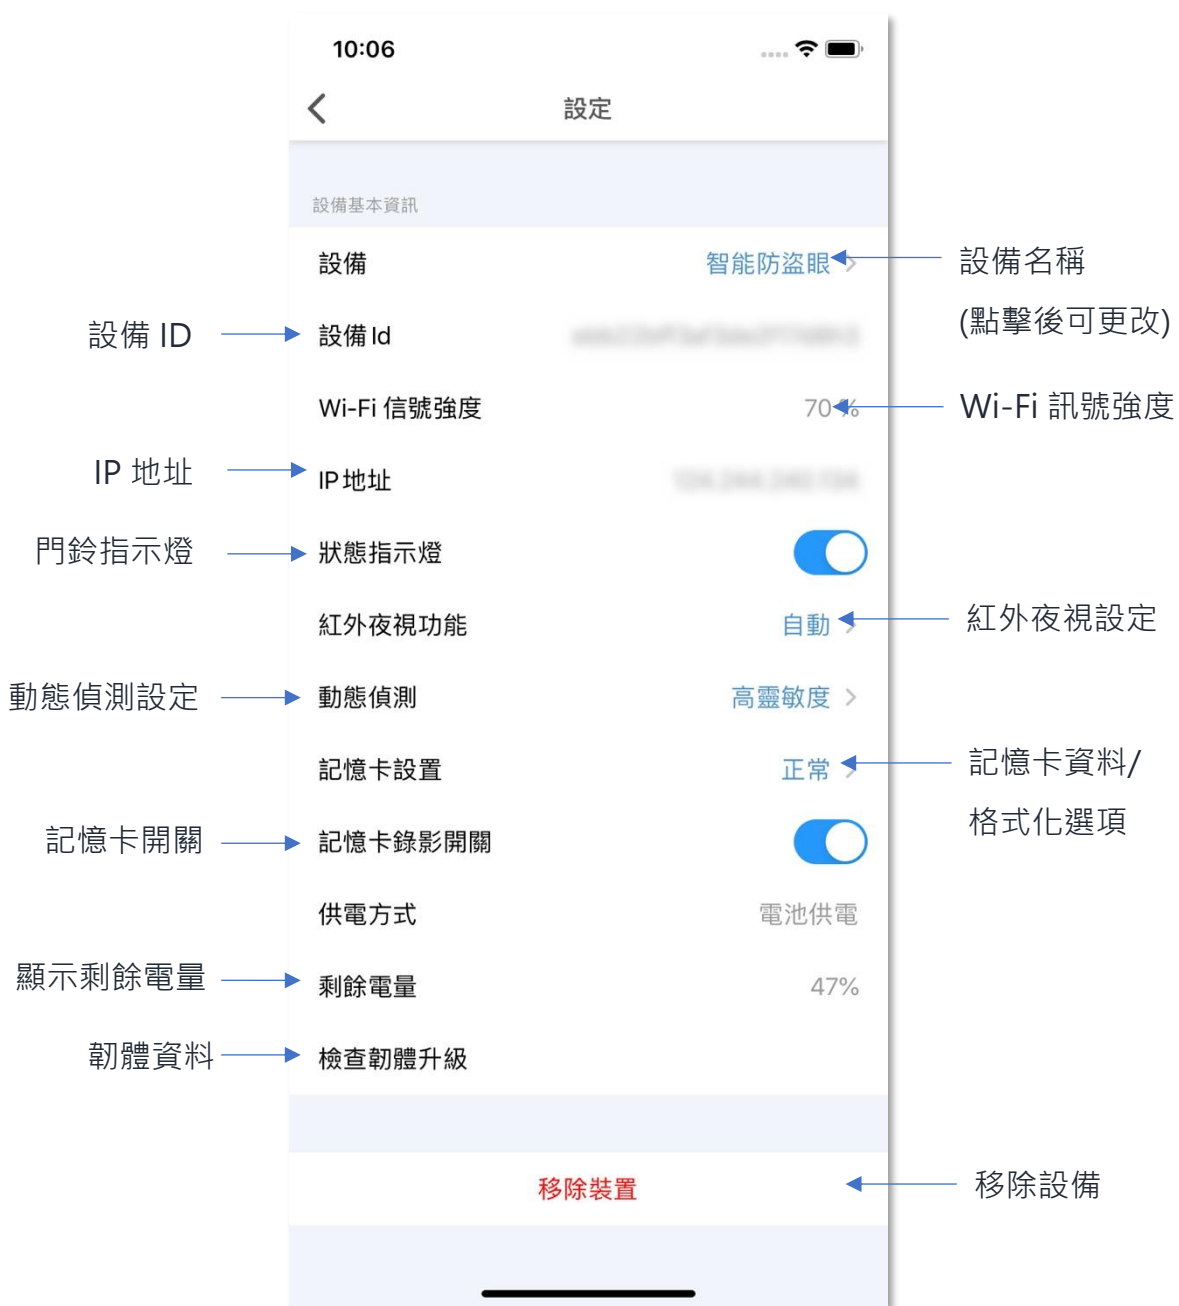 10:06
設定
設備基本資訊
設備 智能防盜眼
設備名稱
(點擊後可更改)
設備 ID
設備 Id
Wi-Fi 信號強度 70 %
Wi-Fi 訊號強度
IP 地址
IP 地址
門鈴指示燈
狀態指示燈
紅外夜視功能 自動
紅外夜視設定
動態偵測設定
動態偵測 高靈敏度
記憶卡設置 正常
記憶卡資料/
格式化選項
記憶卡開關
記憶卡錄影開關
供電方式 電池供電
顯示剩餘電量
剩餘電量 47%
韌體資料
檢查韌體升級
移除裝置
移除設備